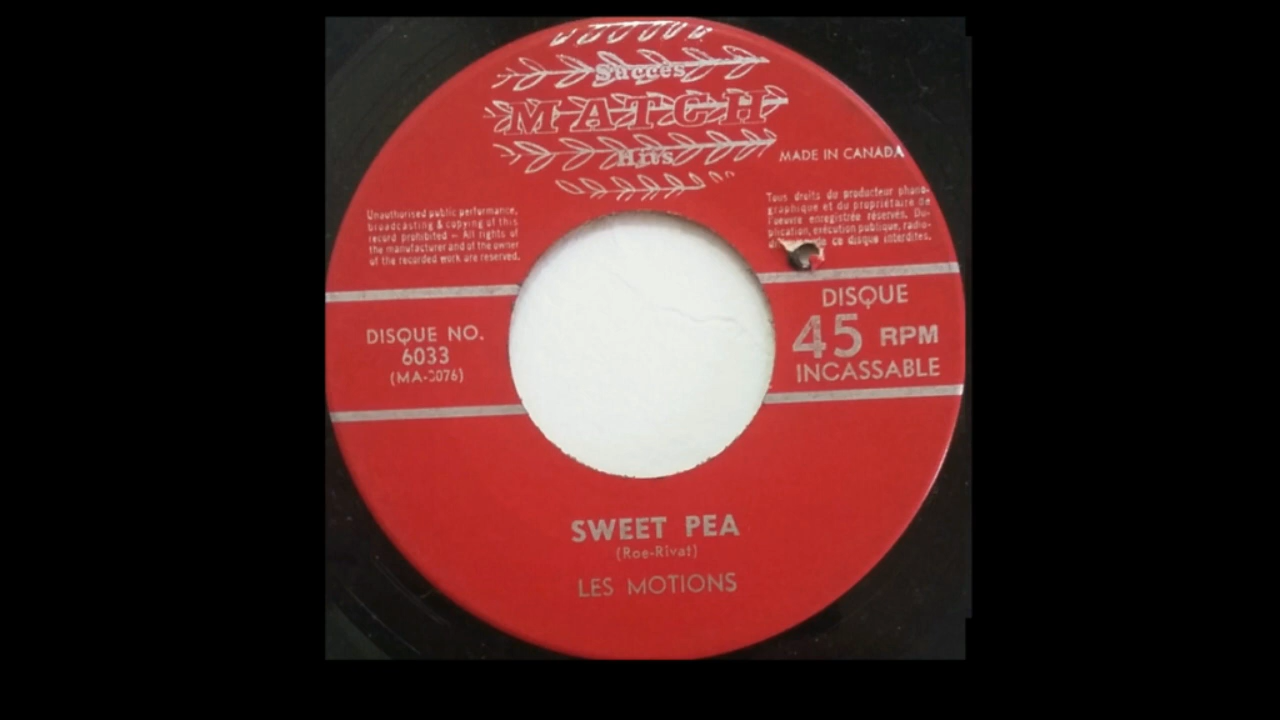 Succès
MATCH
Hits
MADE IN CANADA
Unauthorised public performance,
broadcasting & copying of this
record prohibited – All rights of
the manufacturer and of the owner
of the recorded work are reserved.
Tous droits du producteur phono-
graphique et du propriétaire de
l'oeuvre enregistrée réservés. Du-
plication, exécution publique, radio-
de ce disque interdites.
DISQUE NO.
6033
DISQUE
45 RPM
INCASSABLE
SWEET PEA
(Roe-Rivat)
LES MOTIONS